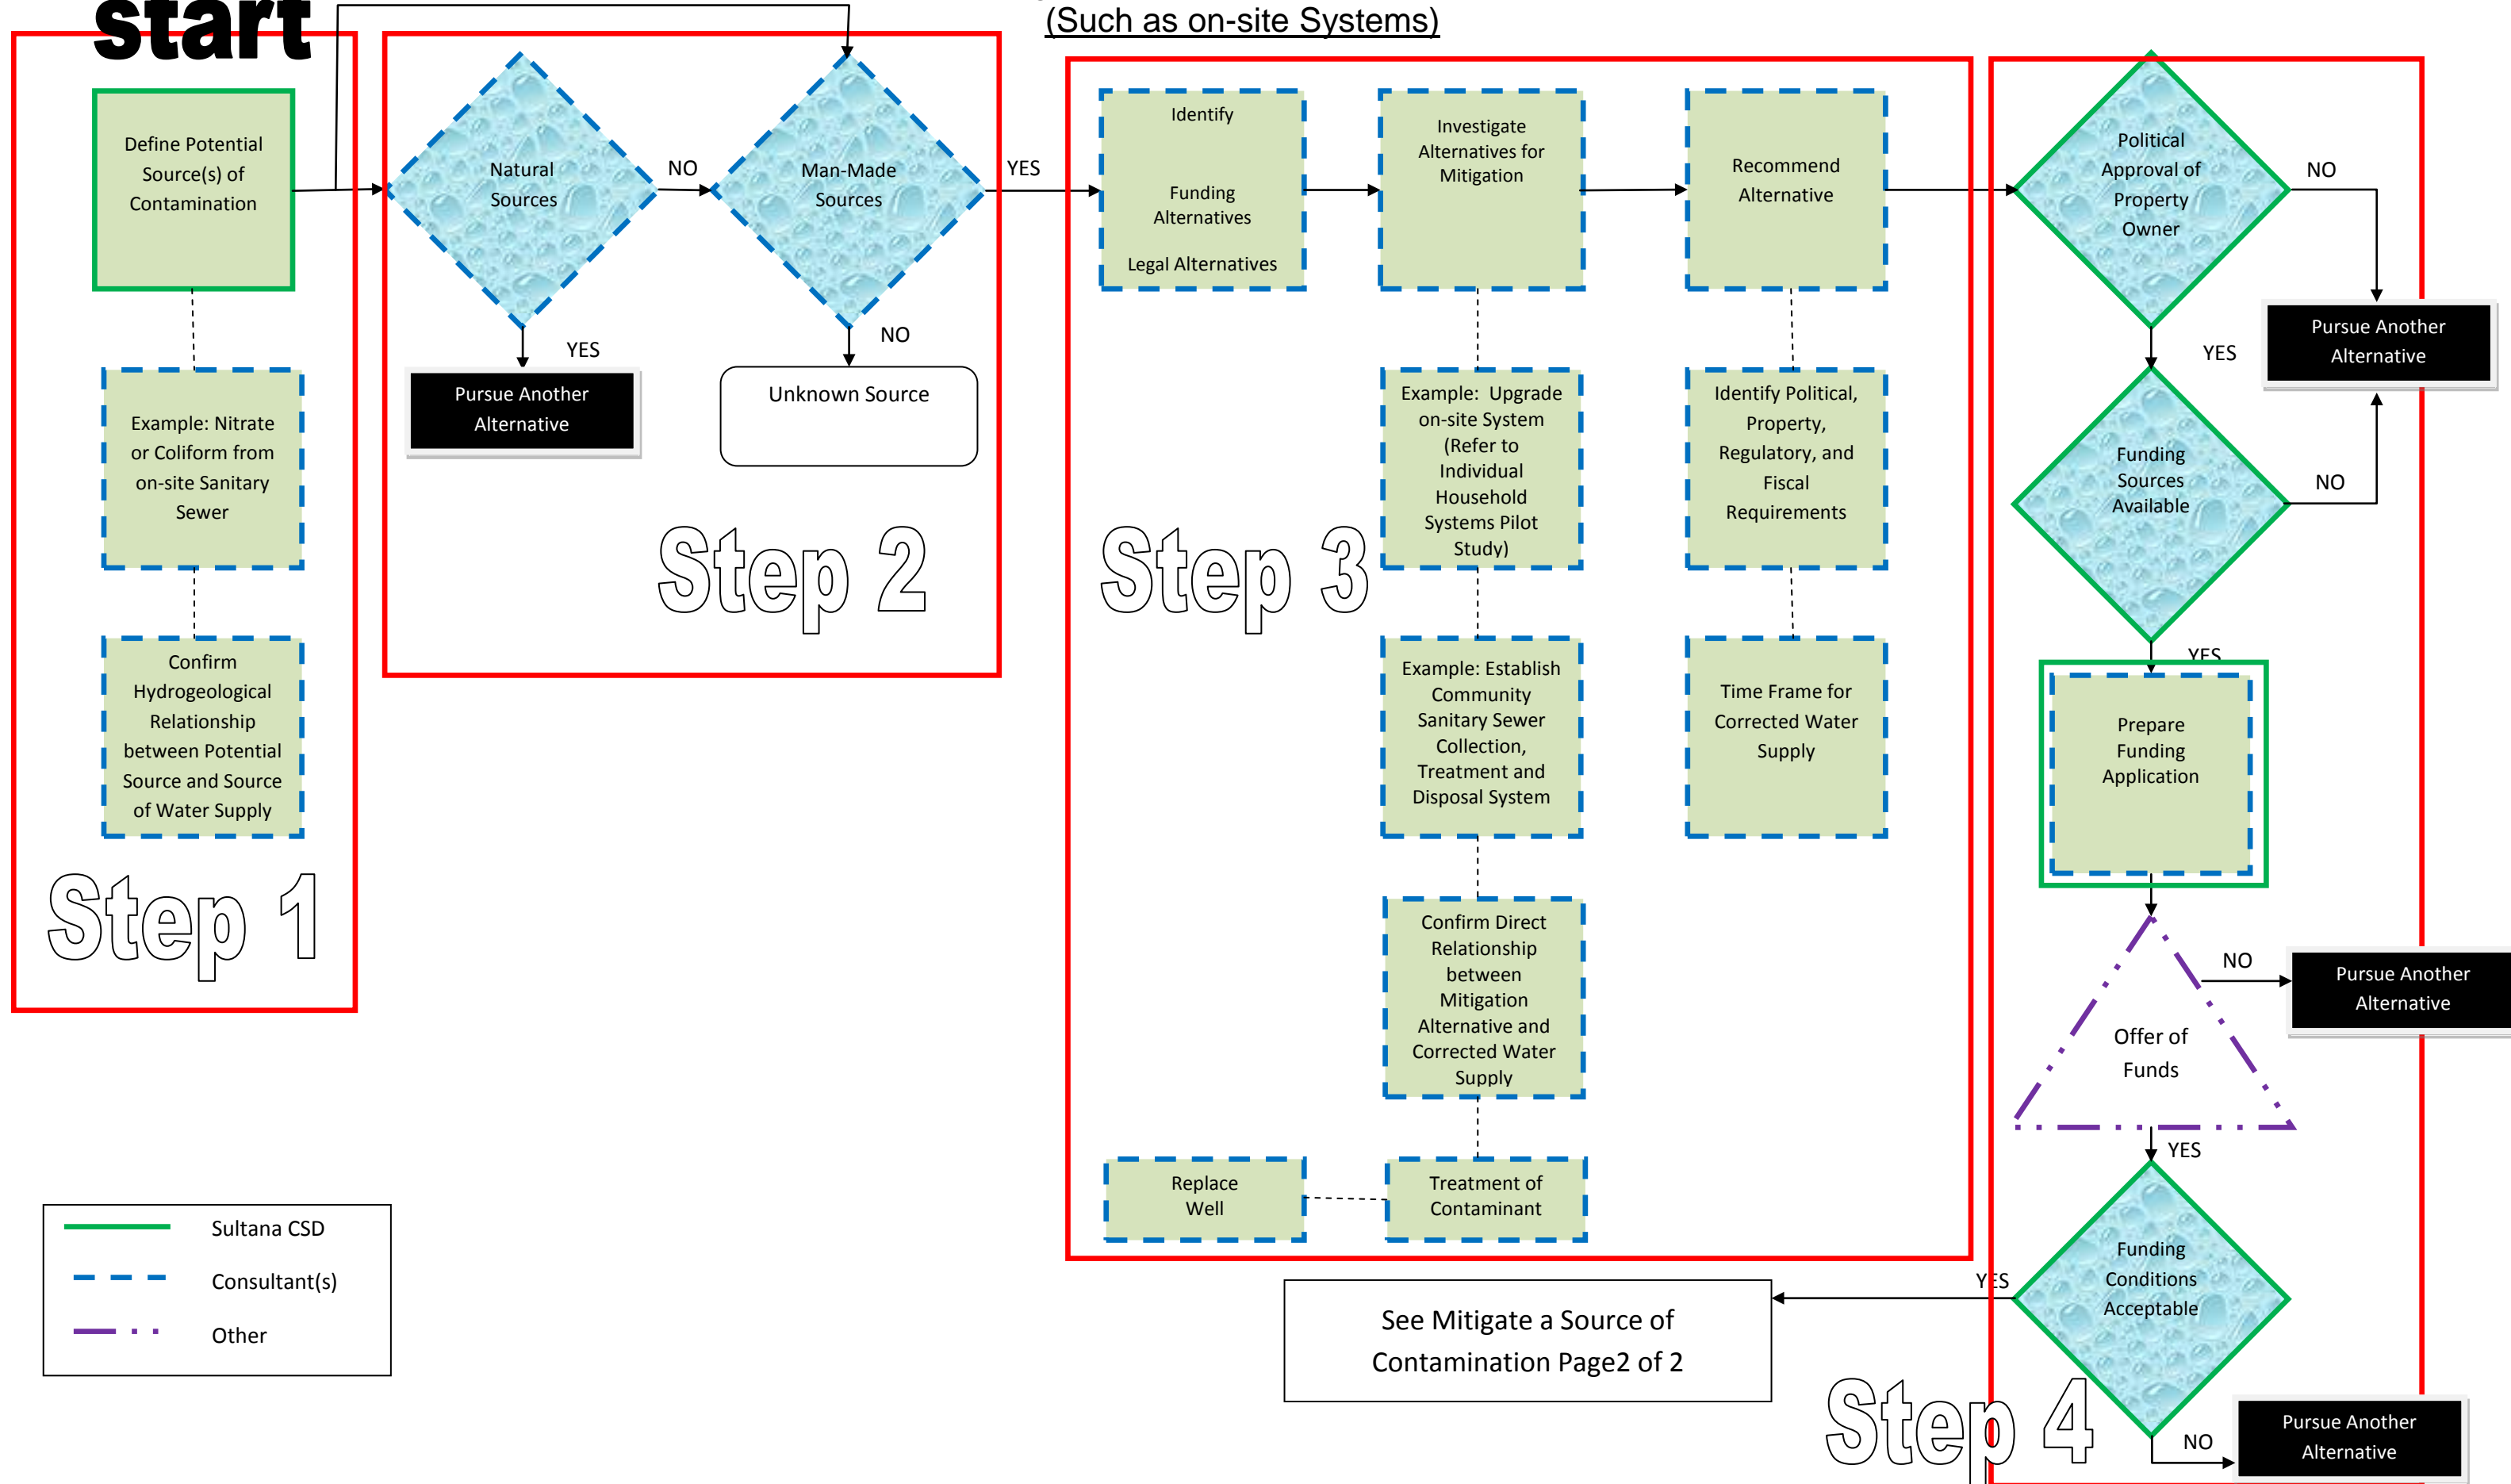 start
(Such as on-site Systems)
Define Potential
Source(s) of
Contamination
Example: Nitrate
or Coliform from
on-site Sanitary
Sewer
Confirm
Hydrogeological
Relationship
between Potential
Source and Source
of Water Supply
Step 1
Natural
Sources
NO
YES
Pursue Another
Alternative
Man-Made
Sources
YES
NO
Unknown Source
Step 2
Identify
Funding
Alternatives
Legal Alternatives
Investigate
Alternatives for
Mitigation
Recommend
Alternative
Example: Upgrade
on-site System
(Refer to
Individual
Household
Systems Pilot
Study)
Identify Political,
Property,
Regulatory, and
Fiscal
Requirements
Step 3
Example: Establish
Community
Sanitary Sewer
Collection,
Treatment and
Disposal System
Time Frame for
Corrected Water
Supply
Confirm Direct
Relationship
between
Mitigation
Alternative and
Corrected Water
Supply
Replace
Well
Treatment of
Contaminant
Political
Approval of
Property
Owner
NO
Pursue Another
Alternative
YES
Funding
Sources
Available
NO
YES
Prepare
Funding
Application
Offer of
Funds
NO
Pursue Another
Alternative
YES
Funding
Conditions
Acceptable
YES
See Mitigate a Source of
Contamination Page2 of 2
NO
Pursue Another
Alternative
Step 4
Sultana CSD
Consultant(s)
Other